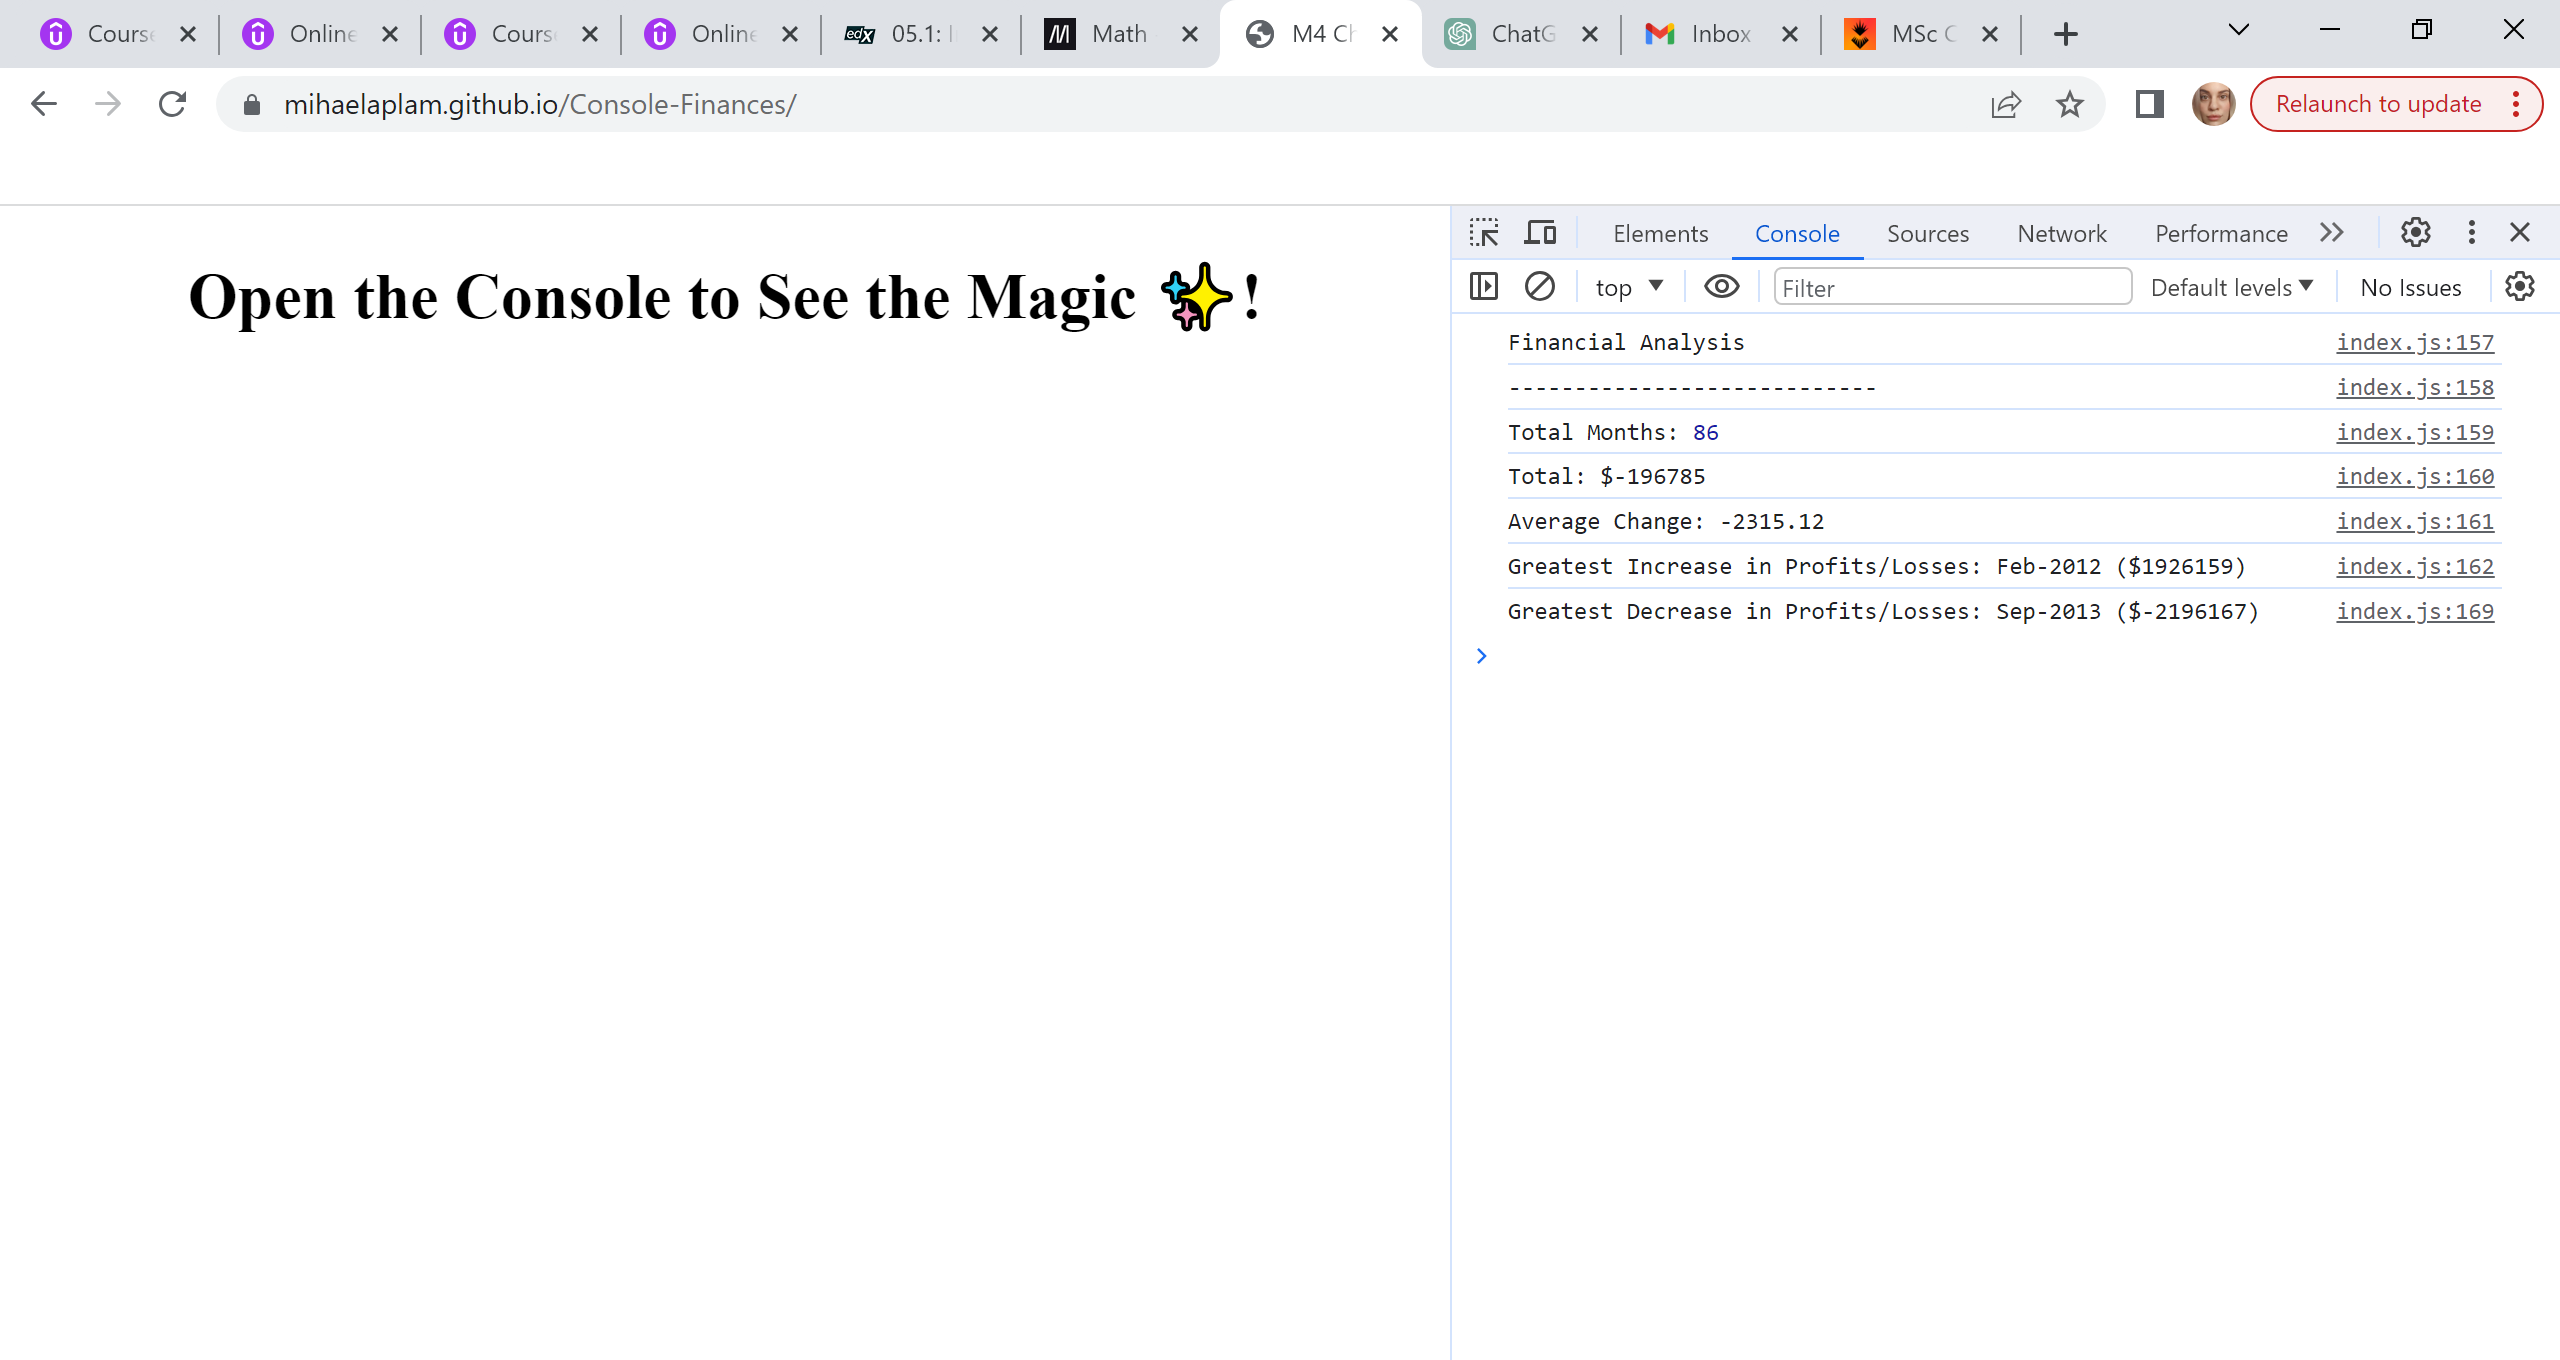 Course
Online
Course
Online
edX 05.1: I
M Math
M4 Ch
ChatG
Inbox
MSc C
mihaelaplam.github.io/Console-Finances/
Relaunch to update
Open the Console to See the Magic ✨!
Elements Console Sources Network Performance
top Filter Default levels No Issues
Financial Analysis index.js:157
---------------------------- index.js:158
Total Months: 86 index.js:159
Total: $-196785 index.js:160
Average Change: -2315.12 index.js:161
Greatest Increase in Profits/Losses: Feb-2012 ($1926159) index.js:162
Greatest Decrease in Profits/Losses: Sep-2013 ($-2196167) index.js:169